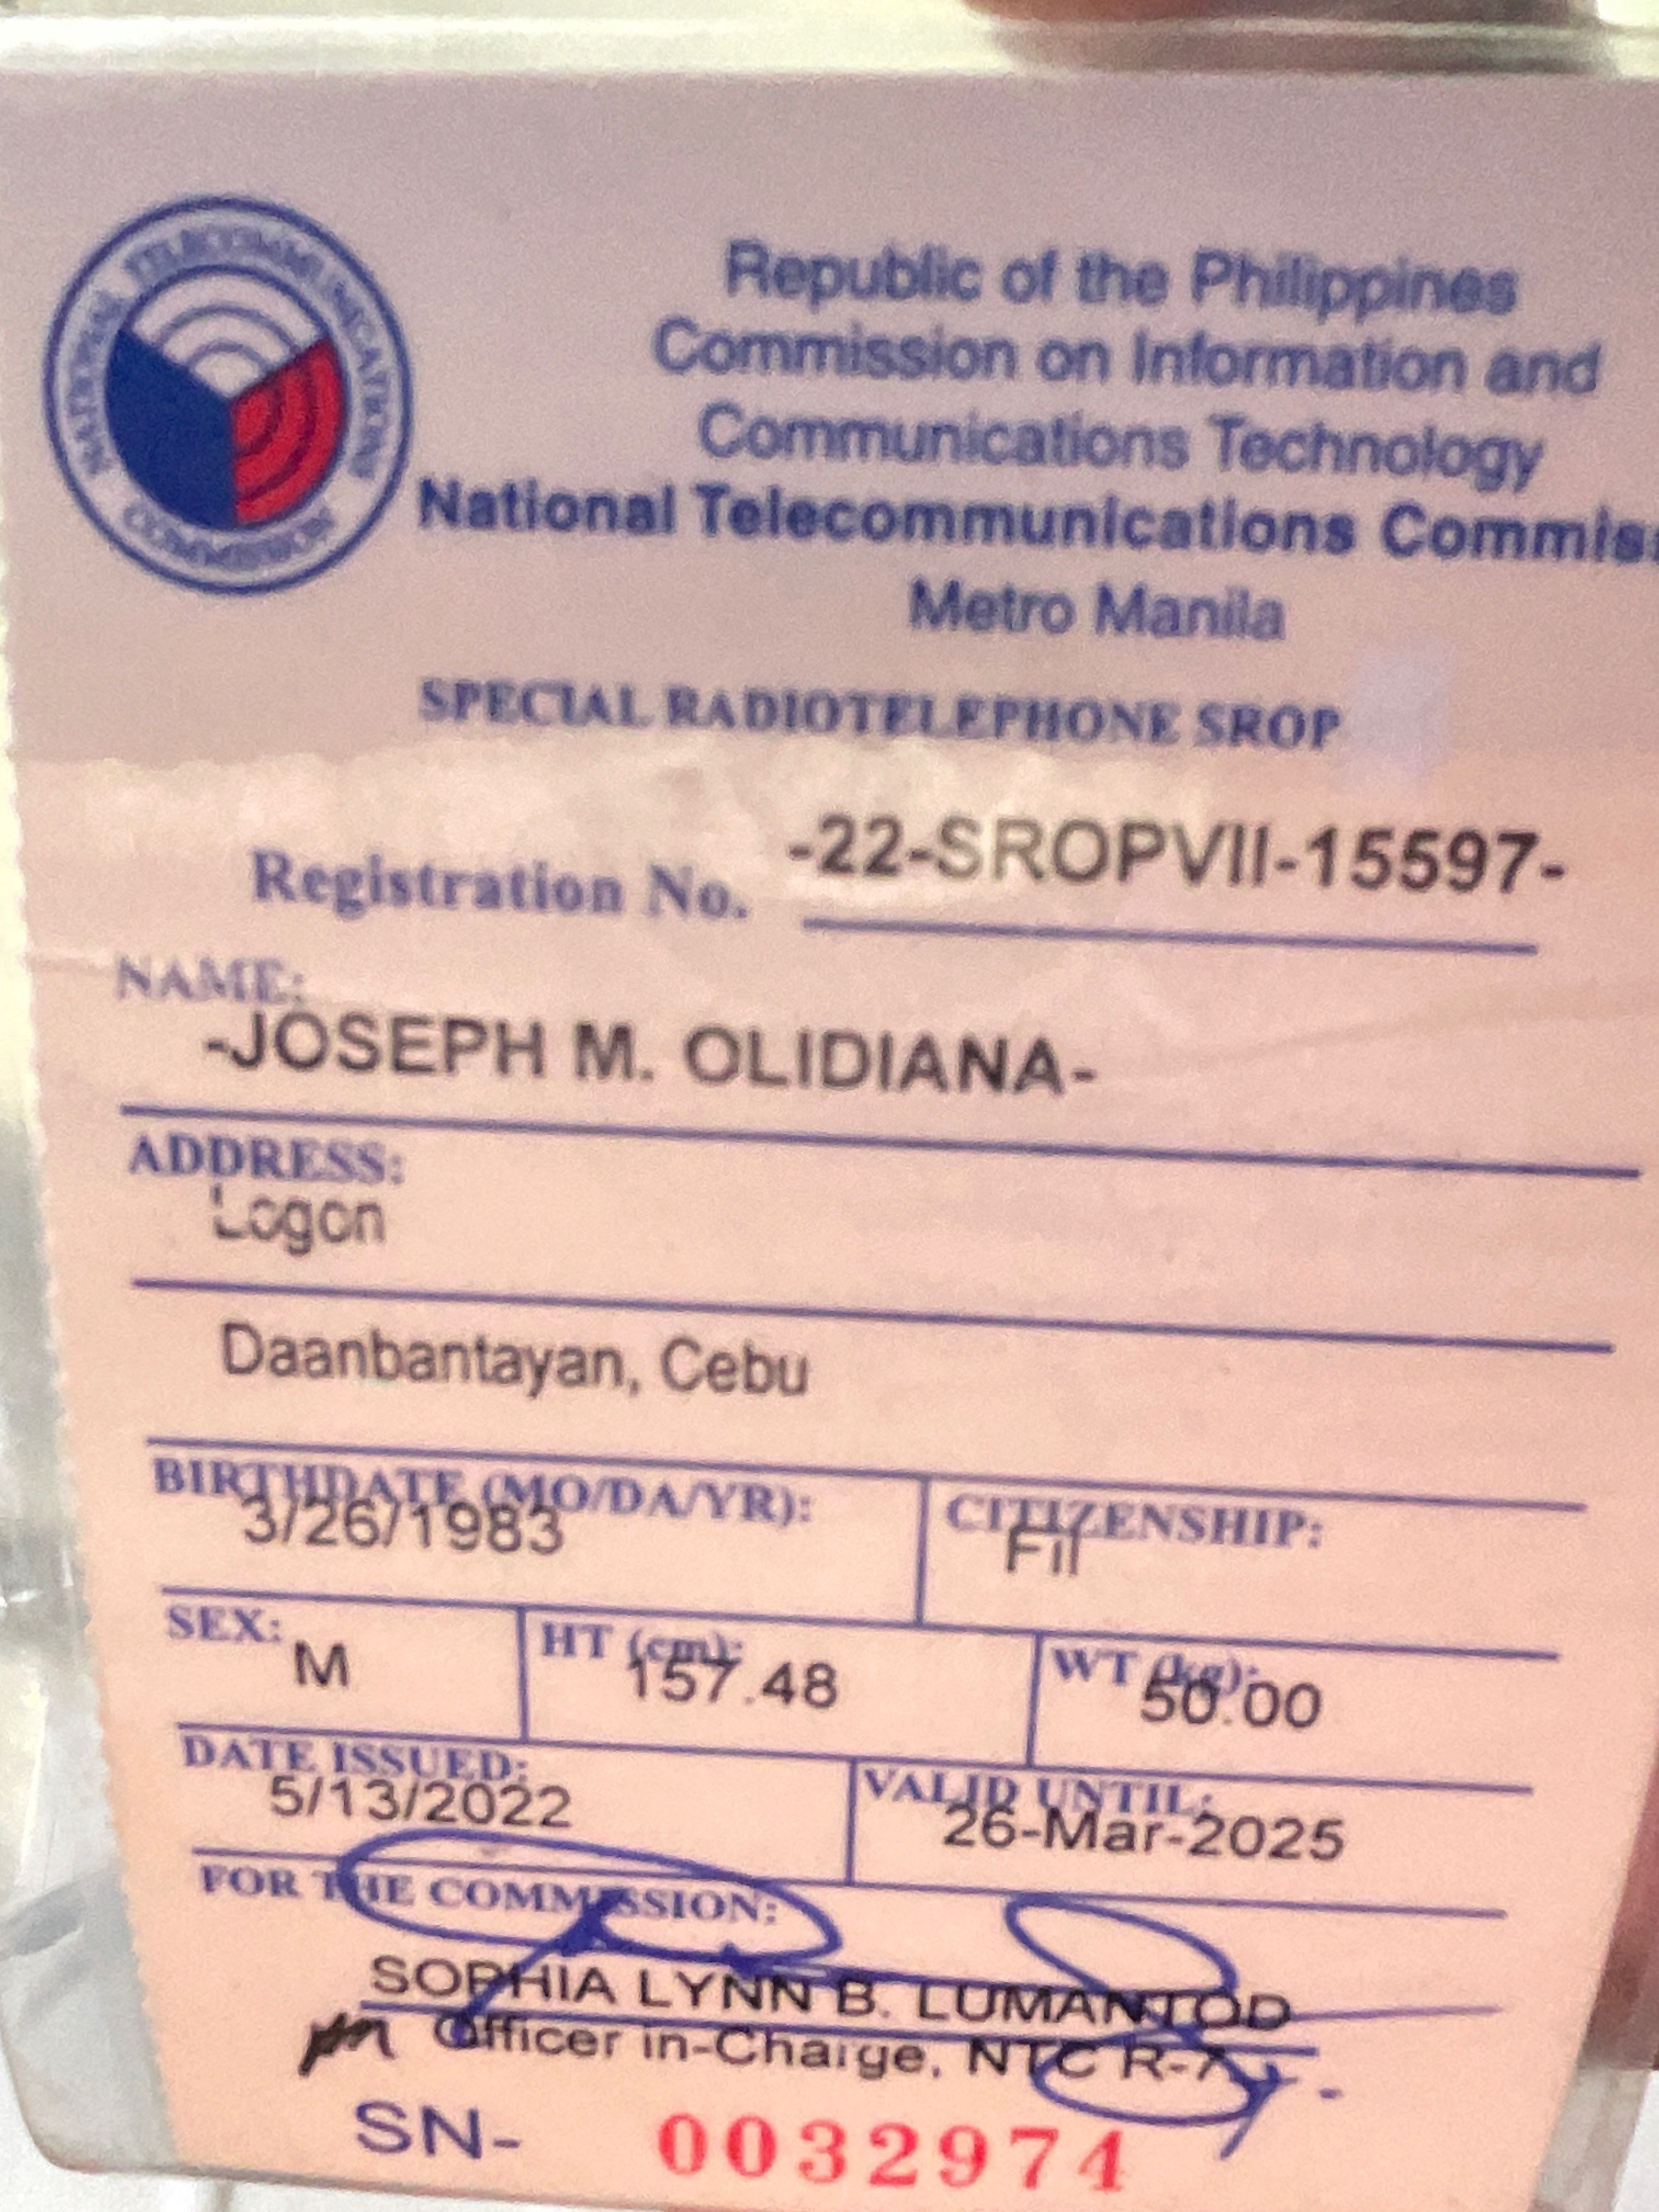 NATIONAL TELECOMMUNICATIONS COMMISSION
Republic of the Philippines
Commission on Information and
Communications Technology
National Telecommunications Commis
Metro Manila
SPECIAL RADIOTELEPHONE SROP
Registration No. -22-SROPVII-15597-
NAME:
-JOSEPH M. OLIDIANA-
ADDRESS:
Logon
Daanbantayan, Cebu
BIRTHDATE (MO/DA/YR): CITIZENSHIP:
3/26/1983 Fil
SEX: HT (cm): WT (kg):
M 157.48 50.00
DATE ISSUED: VALID UNTIL:
5/13/2022 26-Mar-2025
FOR THE COMMISSION:
SOPHIA LYNN B. LUMANTOD
Officer in-Charge, NTC R-7
SN- 0032974